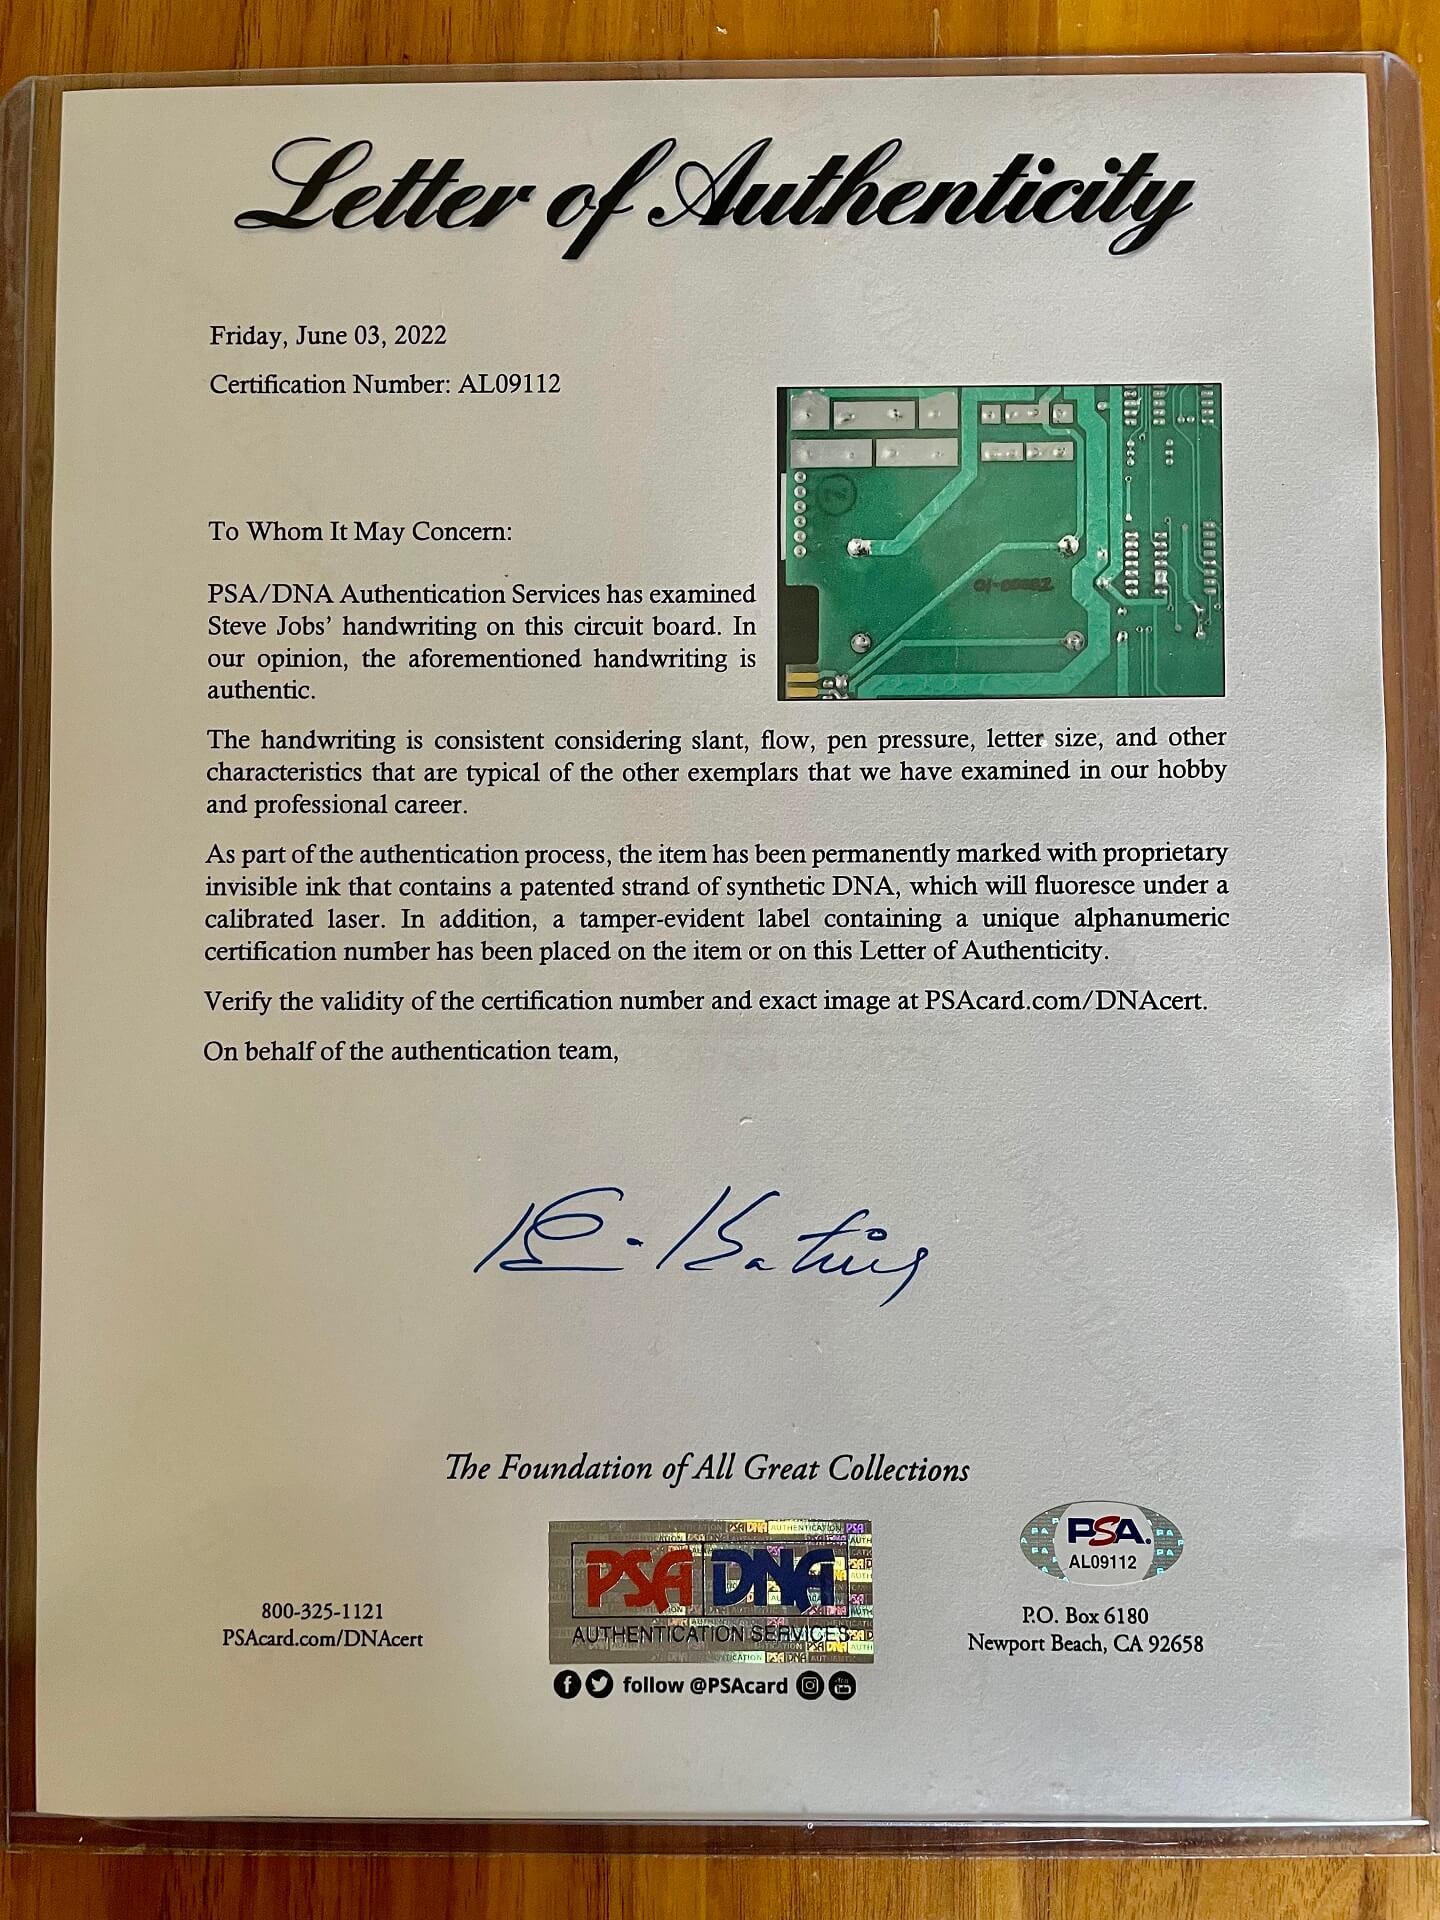 Letter of Authenticity
Friday, June 03, 2022
Certification Number: AL09112
To Whom It May Concern:
PSA/DNA Authentication Services has examined
Steve Jobs' handwriting on this circuit board. In
our opinion, the aforementioned handwriting is
authentic.
2
01-00082
The handwriting is consistent considering slant, flow, pen pressure, letter size, and other
characteristics that are typical of the other exemplars that we have examined in our hobby
and professional career.
As part of the authentication process, the item has been permanently marked with proprietary
invisible ink that contains a patented strand of synthetic DNA, which will fluoresce under a
calibrated laser. In addition, a tamper-evident label containing a unique alphanumeric
certification number has been placed on the item or on this Letter of Authenticity.
Verify the validity of the certification number and exact image at PSAcard.com/DNAcert.
On behalf of the authentication team,
The Foundation of All Great Collections
800-325-1121
PSAcard.com/DNAcert
PSA DNA
AUTHENTICATION SERVICES
follow @PSAcard
PSA
AL09112
P.O. Box 6180
Newport Beach, CA 92658